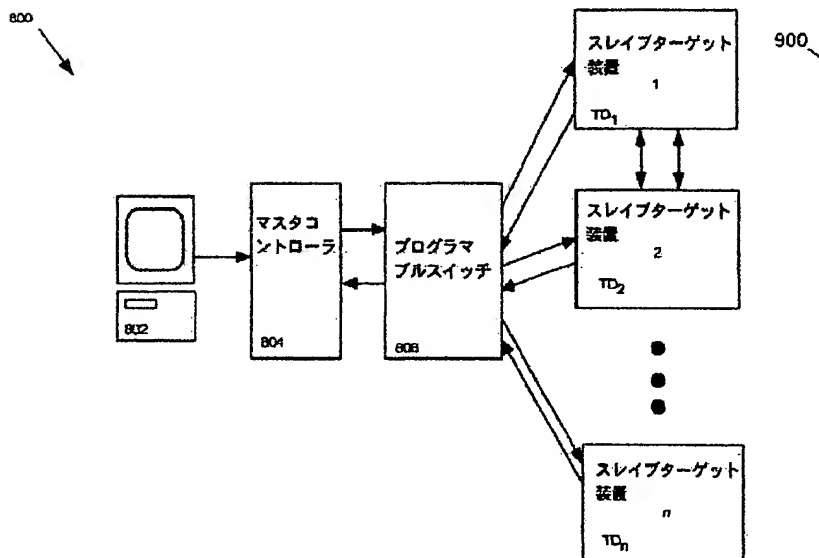 800
スレイブターゲット
装置
1
TD1
900
マスタコ
ントローラ
804
プログラマ
ブルスイッチ
808
802
スレイブターゲット
装置
2
TD2
スレイブターゲット
装置
n
TDn